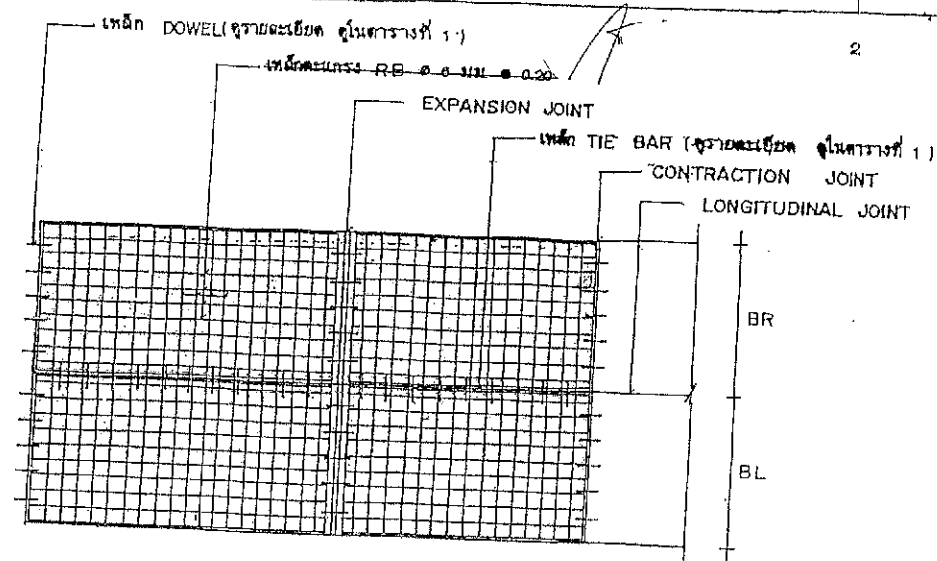 2
เหล็ก DOWEL(ดูรายละเอียด ดูในตารางที่ 1)
เหล็กตะแกรง RB Ø 6 มม @ 0.20
EXPANSION JOINT
เหล็ก TIE BAR (ดูรายละเอียด ดูในตารางที่ 1)
CONTRACTION JOINT
LONGITUDINAL JOINT
BR
BL